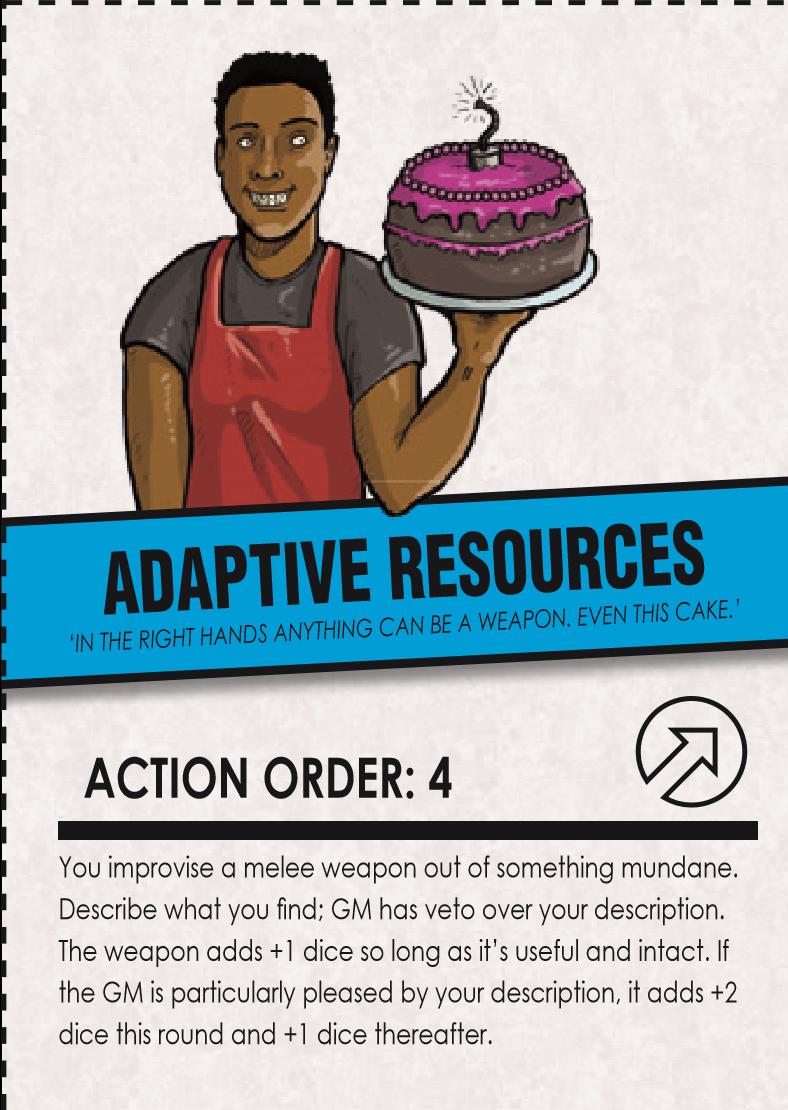 ADAPTIVE RESOURCES
‘IN THE RIGHT HANDS ANYTHING CAN BE A WEAPON. EVEN THIS CAKE.’
ACTION ORDER: 4
You improvise a melee weapon out of something mundane.
Describe what you find; GM has veto over your description.
The weapon adds +1 dice so long as it’s useful and intact. If
the GM is particularly pleased by your description, it adds +2
dice this round and +1 dice thereafter.